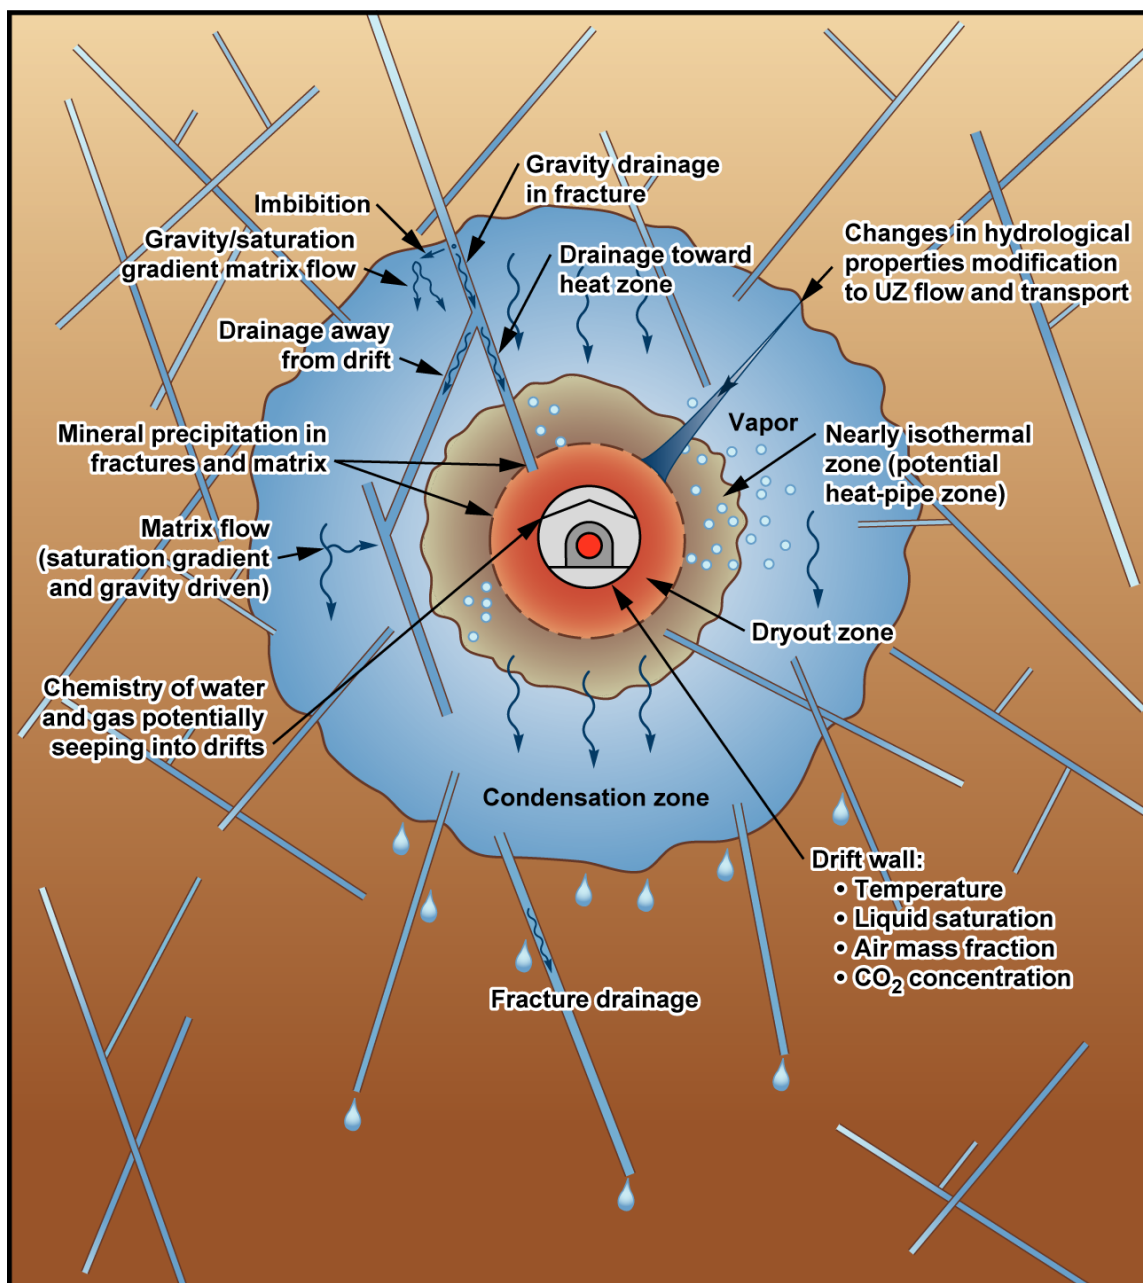 Gravity drainage
in fracture
Imbibition
Gravity/saturation
gradient matrix flow
Drainage toward
heat zone
Changes in hydrological
properties modification
to UZ flow and transport
Drainage away
from drift
Vapor
Mineral precipitation in
fractures and matrix
Nearly isothermal
zone (potential
heat-pipe zone)
Matrix flow
(saturation gradient
and gravity driven)
Dryout zone
Chemistry of water
and gas potentially
seeping into drifts
Condensation zone
Drift wall:
• Temperature
• Liquid saturation
• Air mass fraction
• CO₂ concentration
Fracture drainage